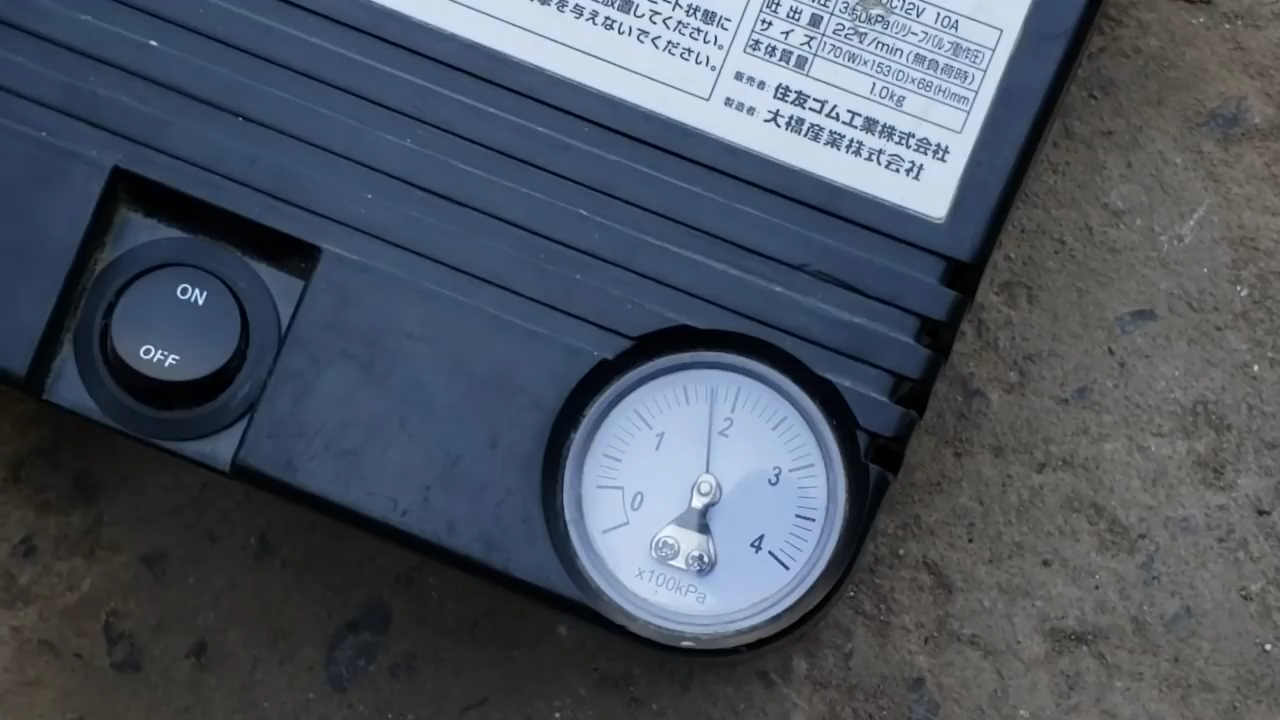 ート状態に
放置してください。
撃を与えないでください。
12V 10A
350kPa(リリーフバルブ動作圧)
吐出量 22ℓ/min(無負荷時)
サイズ 170(W)×153(D)×68(H)mm
本体質量 1.0kg
販売者: 住友ゴム工業株式会社
製造者: 大橋産業株式会社
ON
OFF
0
1
2
3
4
x100kPa